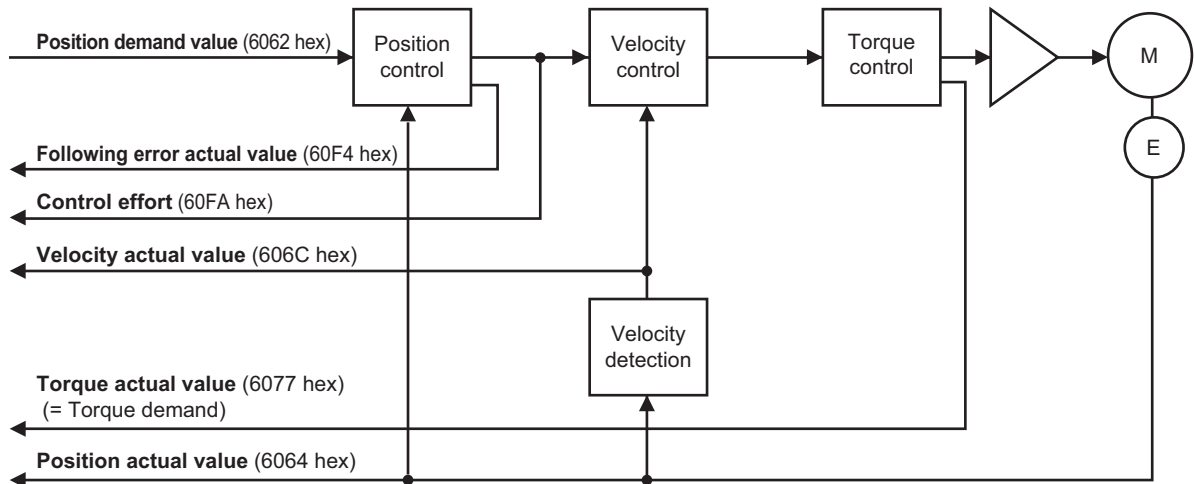 Position demand value (6062 hex)
Position
control
Velocity
control
Torque
control
M
E
Following error actual value (60F4 hex)
Control effort (60FA hex)
Velocity actual value (606C hex)
Velocity
detection
Torque actual value (6077 hex)
(= Torque demand)
Position actual value (6064 hex)